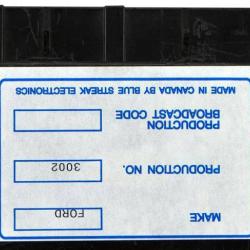 MAKE
FORD
PRODUCTION NO.
3002
PRODUCTION
BROADCAST CODE
MADE IN CANADA BY BLUE STREAK ELECTRONICS